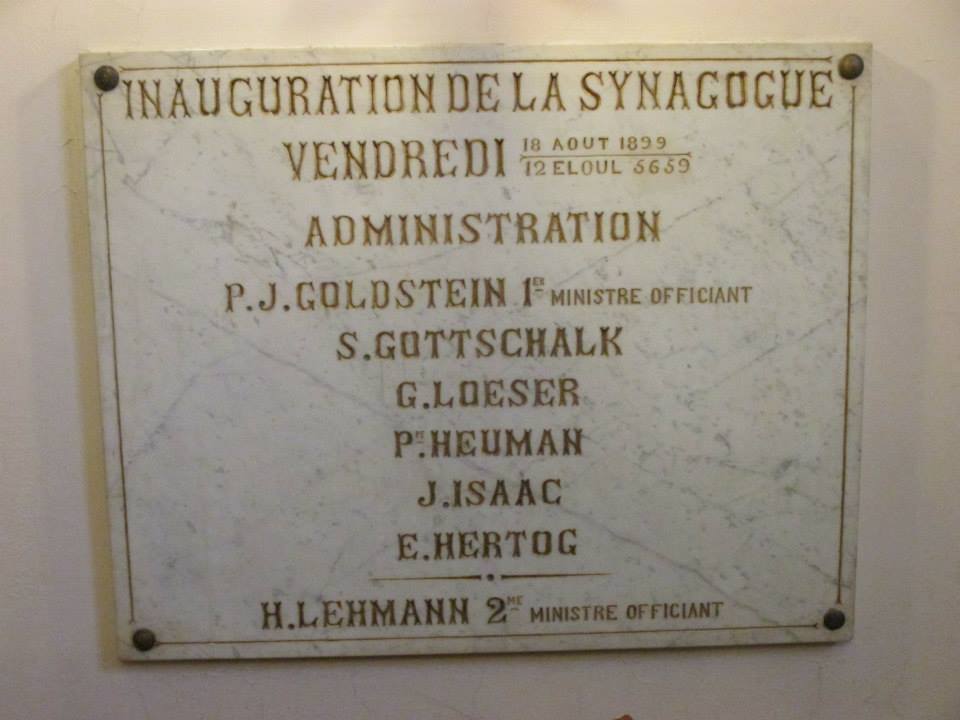 INAUGURATION DE LA SYNAGOGUE
VENDREDI 18 AOUT 1899
12 ELOUL 5659
ADMINISTRATION
P.J.GOLDSTEIN 1ER MINISTRE OFFICIANT
S.GOTTSCHALK
G.LOESER
PRE HEUMAN
J.ISAAC
E.HERTOG
H.LEHMANN 2ME MINISTRE OFFICIANT